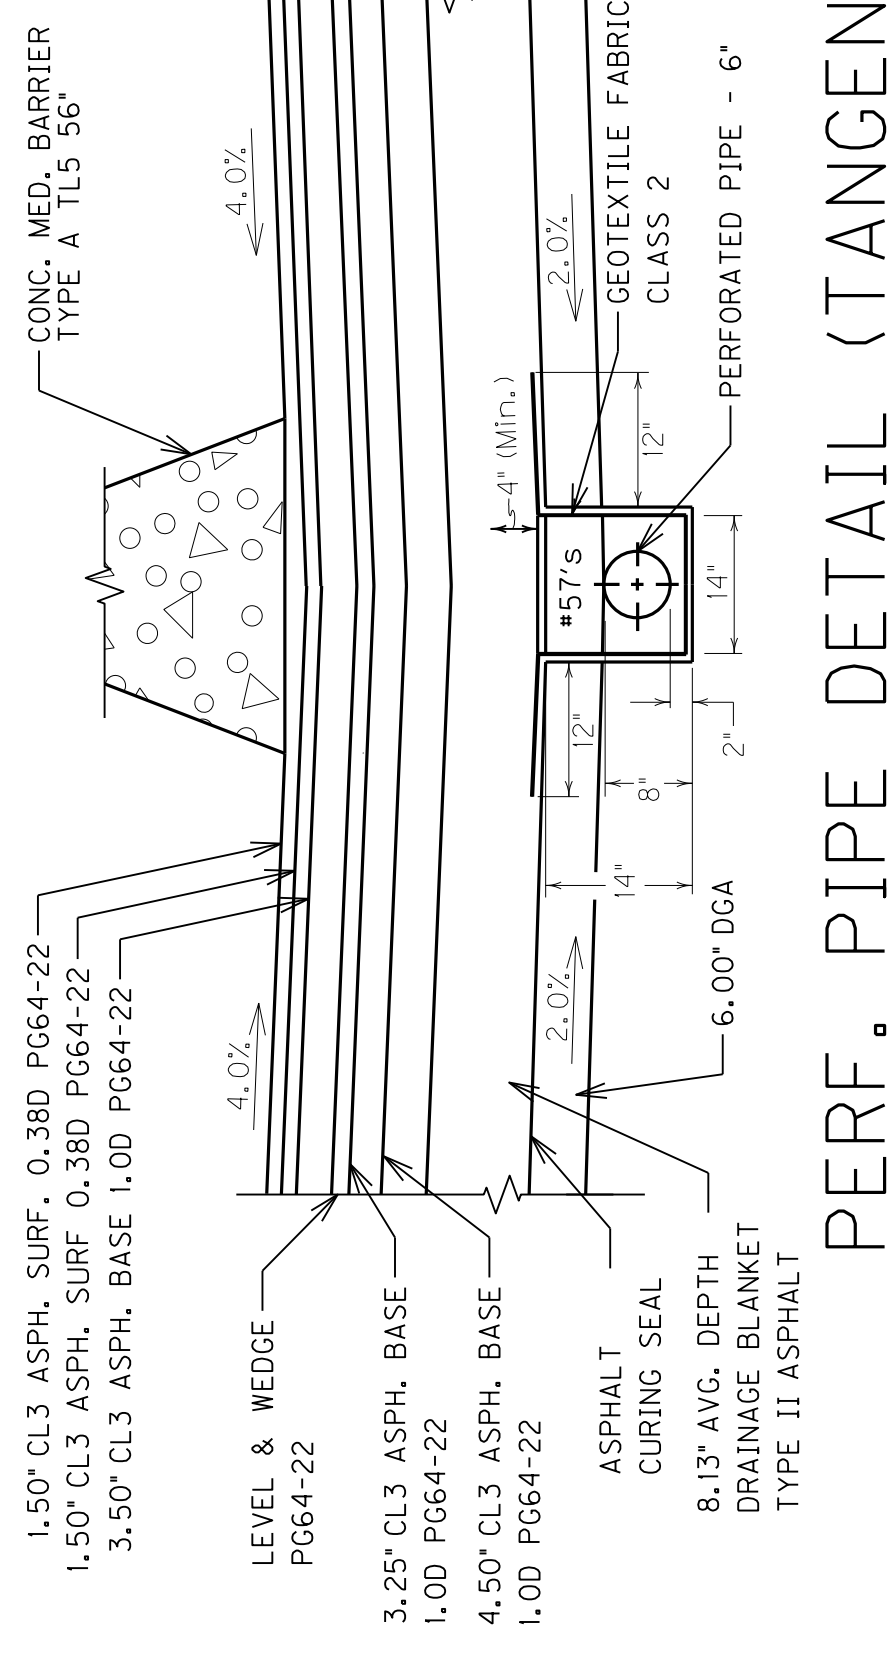 1.50" CL3 ASPH. SURF. 0.38D PG64-22
1.50" CL3 ASPH. SURF 0.38D PG64-22
3.50" CL3 ASPH. BASE 1.0D PG64-22
CONC. MED. BARRIER
TYPE A TL5 56"
4.0%
4.0%
LEVEL & WEDGE
PG64-22
3.25" CL3 ASPH. BASE
1.0D PG64-22
4.50" CL3 ASPH. BASE
1.0D PG64-22
4" (Min.)
2.0%
2.0%
#57's
12"
12"
GEOTEXTILE FABRIC
CLASS 2
ASPHALT
CURING SEAL
14"
8"
14"
2"
6.00" DGA
PERFORATED PIPE - 6"
8.13" AVG. DEPTH
DRAINAGE BLANKET
TYPE II ASPHALT
PERF. PIPE DETAIL (TANGEN